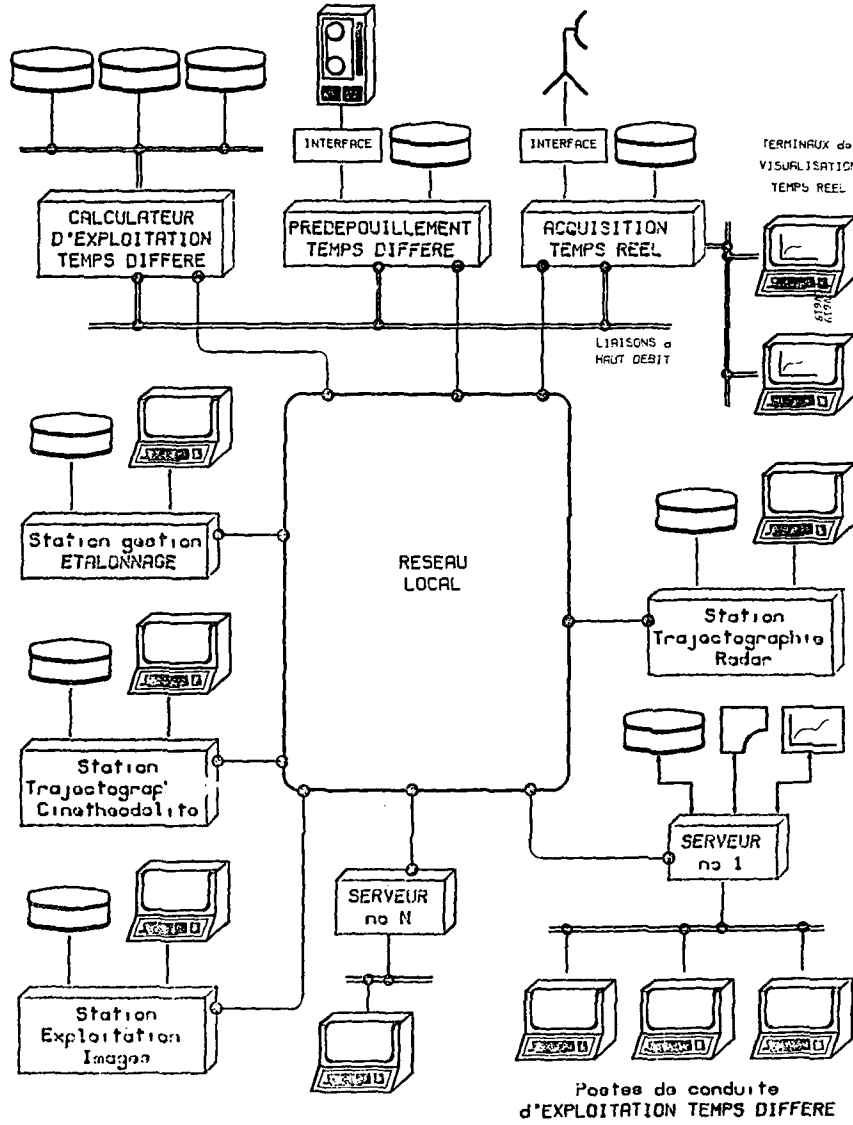 INTERFACE
INTERFACE
TERMINAUX de
VISUALISATION
TEMPS REEL
CALCULATEUR
D'EXPLOITATION
TEMPS DIFFERE
PREDEPOUILLEMENT
TEMPS DIFFERE
ACQUISITION
TEMPS REEL
LIAISONS a
HAUT DEBIT
Station gestion
ETALONNAGE
RESEAU
LOCAL
Station
Trajectographie
Radar
Station
Trajectograf'
Cinetheodolite
SERVEUR
no 1
SERVEUR
no N
Station
Exploitation
Images
Postes de conduite
d'EXPLOITATION TEMPS DIFFERE